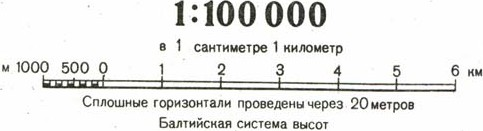 1:100 000
в 1 сантиметре 1 километр
м 1000 500 0 1 2 3 4 5 6 км
Сплошные горизонтали проведены через 20 метров
Балтийская система высот